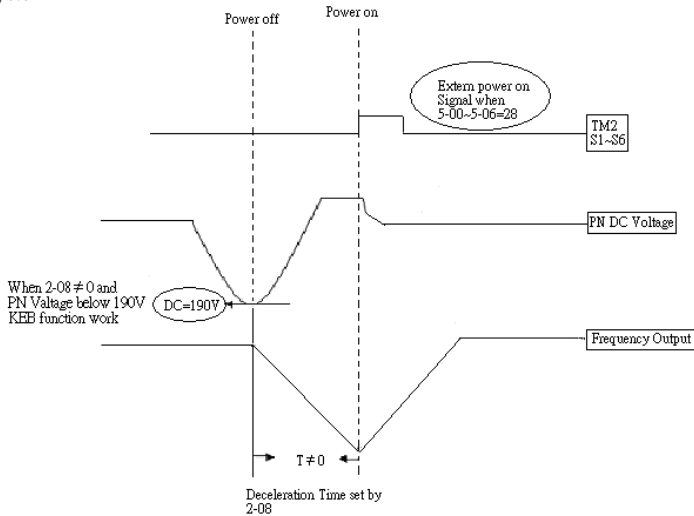 Power off
Power on
Extern power on
Signal when
5-00~5-06=28
TM2
S1~S6
PN DC Voltage
When 2-08≠0 and
PN Valtage below 190V
KEB function work
DC=190V
Frequency Output
T≠0
Deceleration Time set by
2-08